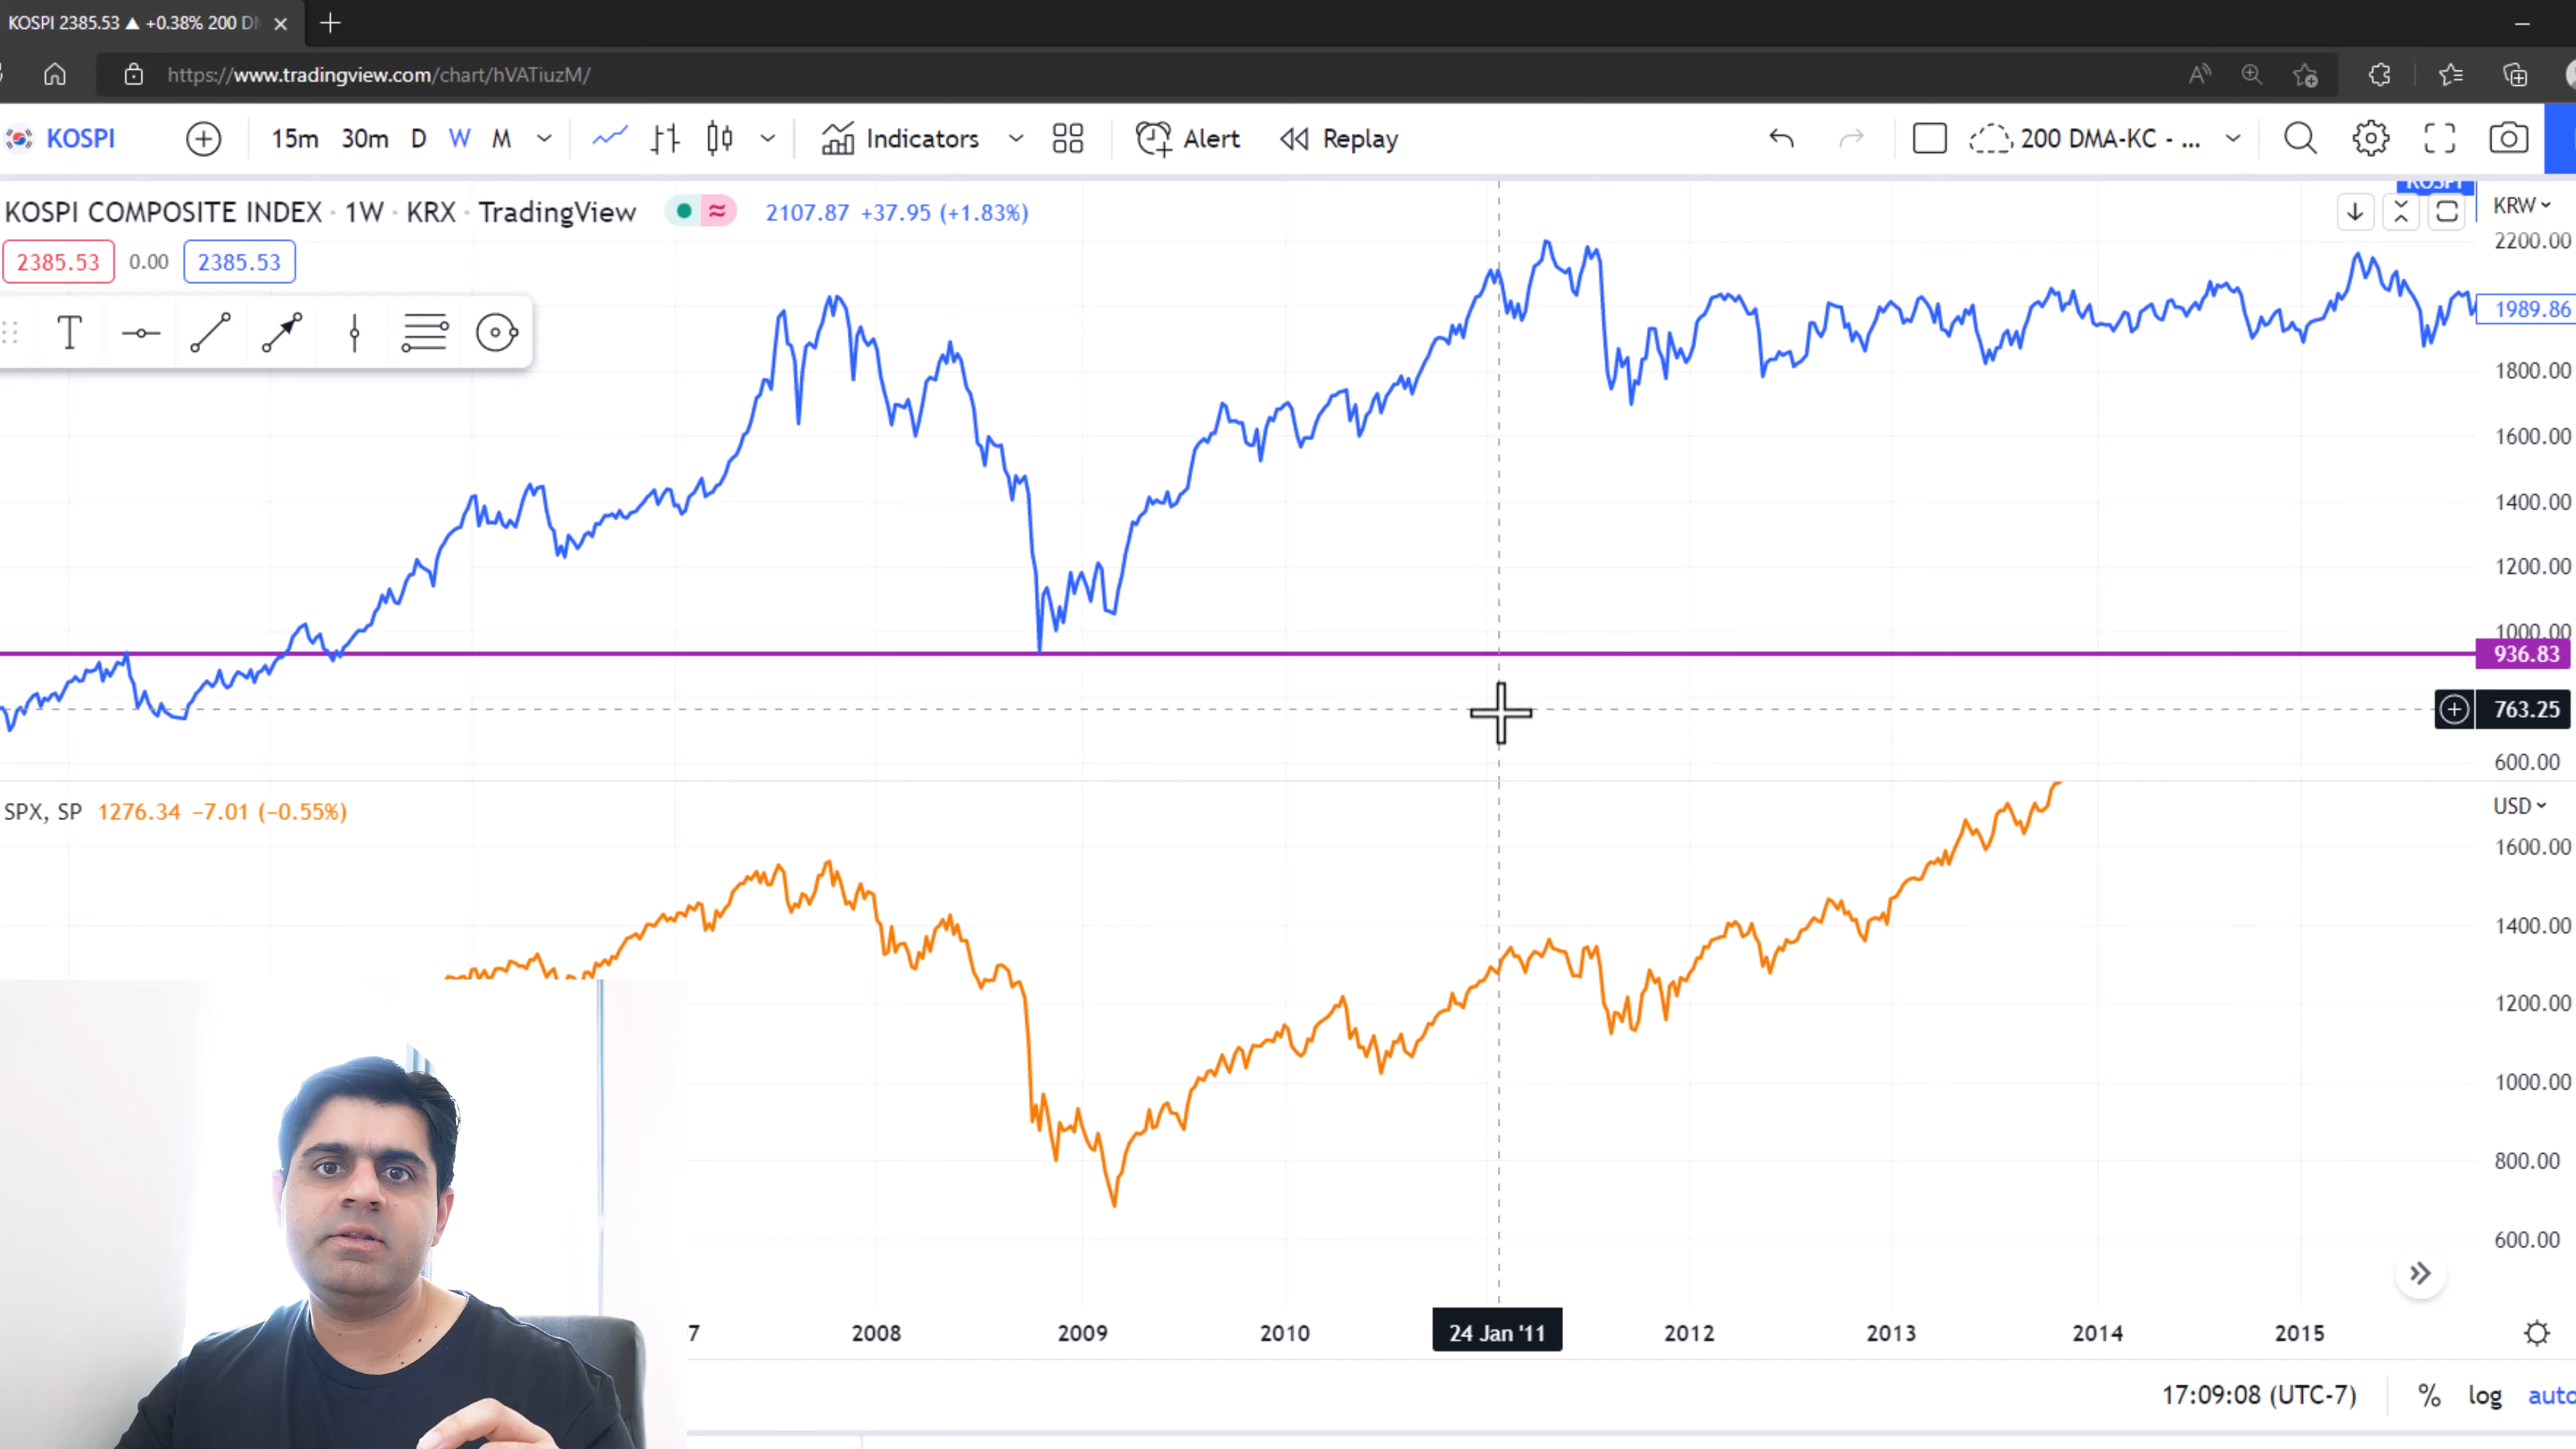 KOSPI 2385.53 ▲ +0.38% 200 D
https://www.tradingview.com/chart/hVATiuzM/
KOSPI 15m 30m D W M Indicators Alert Replay 200 DMA-KC - ...
KOSPI
KOSPI COMPOSITE INDEX · 1W · KRX · TradingView 2107.87 +37.95 (+1.83%) KRW
2385.53 0.00 2385.53
T
2200.00
1989.86
1800.00
1600.00
1400.00
1200.00
1000.00
936.83
763.25
600.00
SPX, SP 1276.34 −7.01 (−0.55%) USD
1600.00
1400.00
1200.00
1000.00
800.00
600.00
7 2008 2009 2010 24 Jan '11 2012 2013 2014 2015
17:09:08 (UTC-7) % log auto